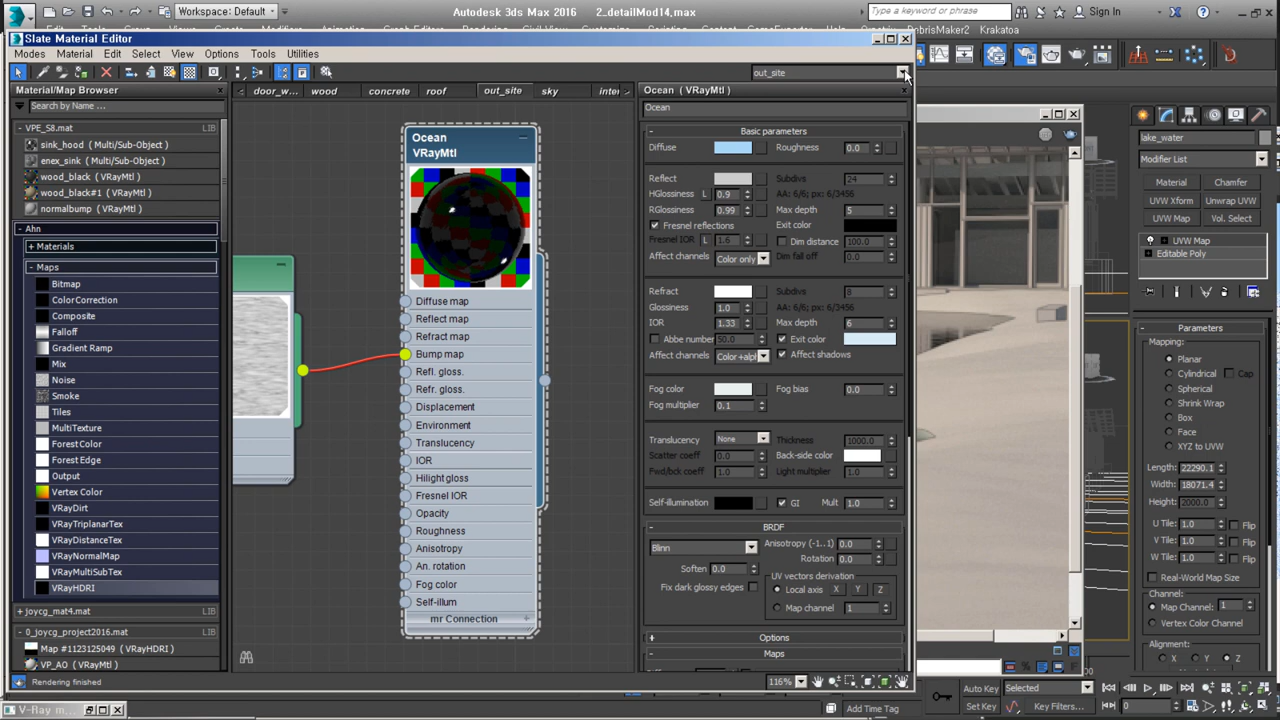 Workspace: Default
Autodesk 3ds Max 2016
2_detailMod14.max
Type a keyword or phrase
Sign In
Slate Material Editor
Modes Material Edit Select View Options Tools Utilities
Krakatoa
out_site
Material/Map Browser
door_w...
wood
concrete
roof
out_site
sky
Ocean ( VRayMtl )
Search by Name ...
Ocean
VPE_S8.mat LIB
sink_hood ( Multi/Sub-Object )
enex_sink ( Multi/Sub-Object )
wood_black ( VRayMtl )
wood_black#1 ( VRayMtl )
normalbump ( VRayMtl )
Ahn
+ Materials
- Maps
Bitmap
ColorCorrection
Composite
Falloff
Gradient Ramp
Mix
Noise
Smoke
Tiles
MultiTexture
ForestColor
Forest Edge
Output
Vertex Color
VRayDirt
VRayTriplanarTex
VRayDistanceTex
VRayNormalMap
VRayMultiSubTex
VRayHDRI
+ joycg_mat4.mat LIB
- 0_joycg_project2016.mat LIB
Map #1123125049 ( VRayHDRI )
VP_AO ( VRayMtl )
Rendering finished
Ocean
VRayMtl
Diffuse map
Reflect map
Refract map
Bump map
Refl. gloss.
Refr. gloss.
Displacement
Environment
Translucency
IOR
Hilight gloss
Fresnel IOR
Opacity
Roughness
Anisotropy
An. rotation
Fog color
Self-illum
mr Connection +
116%
Basic parameters
Diffuse Roughness 0.0
Reflect Subdivs 24
HGlossiness L 0.9 AA: 6/6; px: 6/3456
RGlossiness 0.99 Max depth 5
Fresnel reflections Exit color
Fresnel IOR L 1.6 Dim distance 100.0
Affect channels Color only Dim fall off 0.0
Refract Subdivs 8
Glossiness 1.0 AA: 6/6; px: 6/3456
IOR 1.33 Max depth 6
Abbe number 50.0 Exit color
Affect channels Color+alpl Affect shadows
Fog color Fog bias 0.0
Fog multiplier 0.1
Translucency None Thickness 1000.0
Scatter coeff 0.0 Back-side color
Fwd/bck coeff 1.0 Light multiplier 1.0
Self-illumination GI Mult 1.0
BRDF
Blinn Anisotropy (-1..1) 0.0
Rotation 0.0
Soften 0.0 UV vectors derivation
Fix dark glossy edges Local axis X Y Z
Map channel 1
Options
Maps
lake_water
Modifier List
Material Chamfer
UVW Xform Unwrap UVW
UVW Map Vol. Select
UVW Map
Editable Poly
Parameters
Mapping:
Planar
Cylindrical Cap
Spherical
Shrink Wrap
Box
Face
XYZ to UVW
Length: 22290.1
Width: 18071.4
Height: 2000.0
U Tile: 1.0 Flip
V Tile: 1.0 Flip
W Tile: 1.0 Flip
Real-World Map Size
Channel:
Map Channel: 1
Vertex Color Channel
Alignment:
X Y Z
Auto Key Selected
Set Key Key Filters... 0
Add Time Tag
V-Ray m...